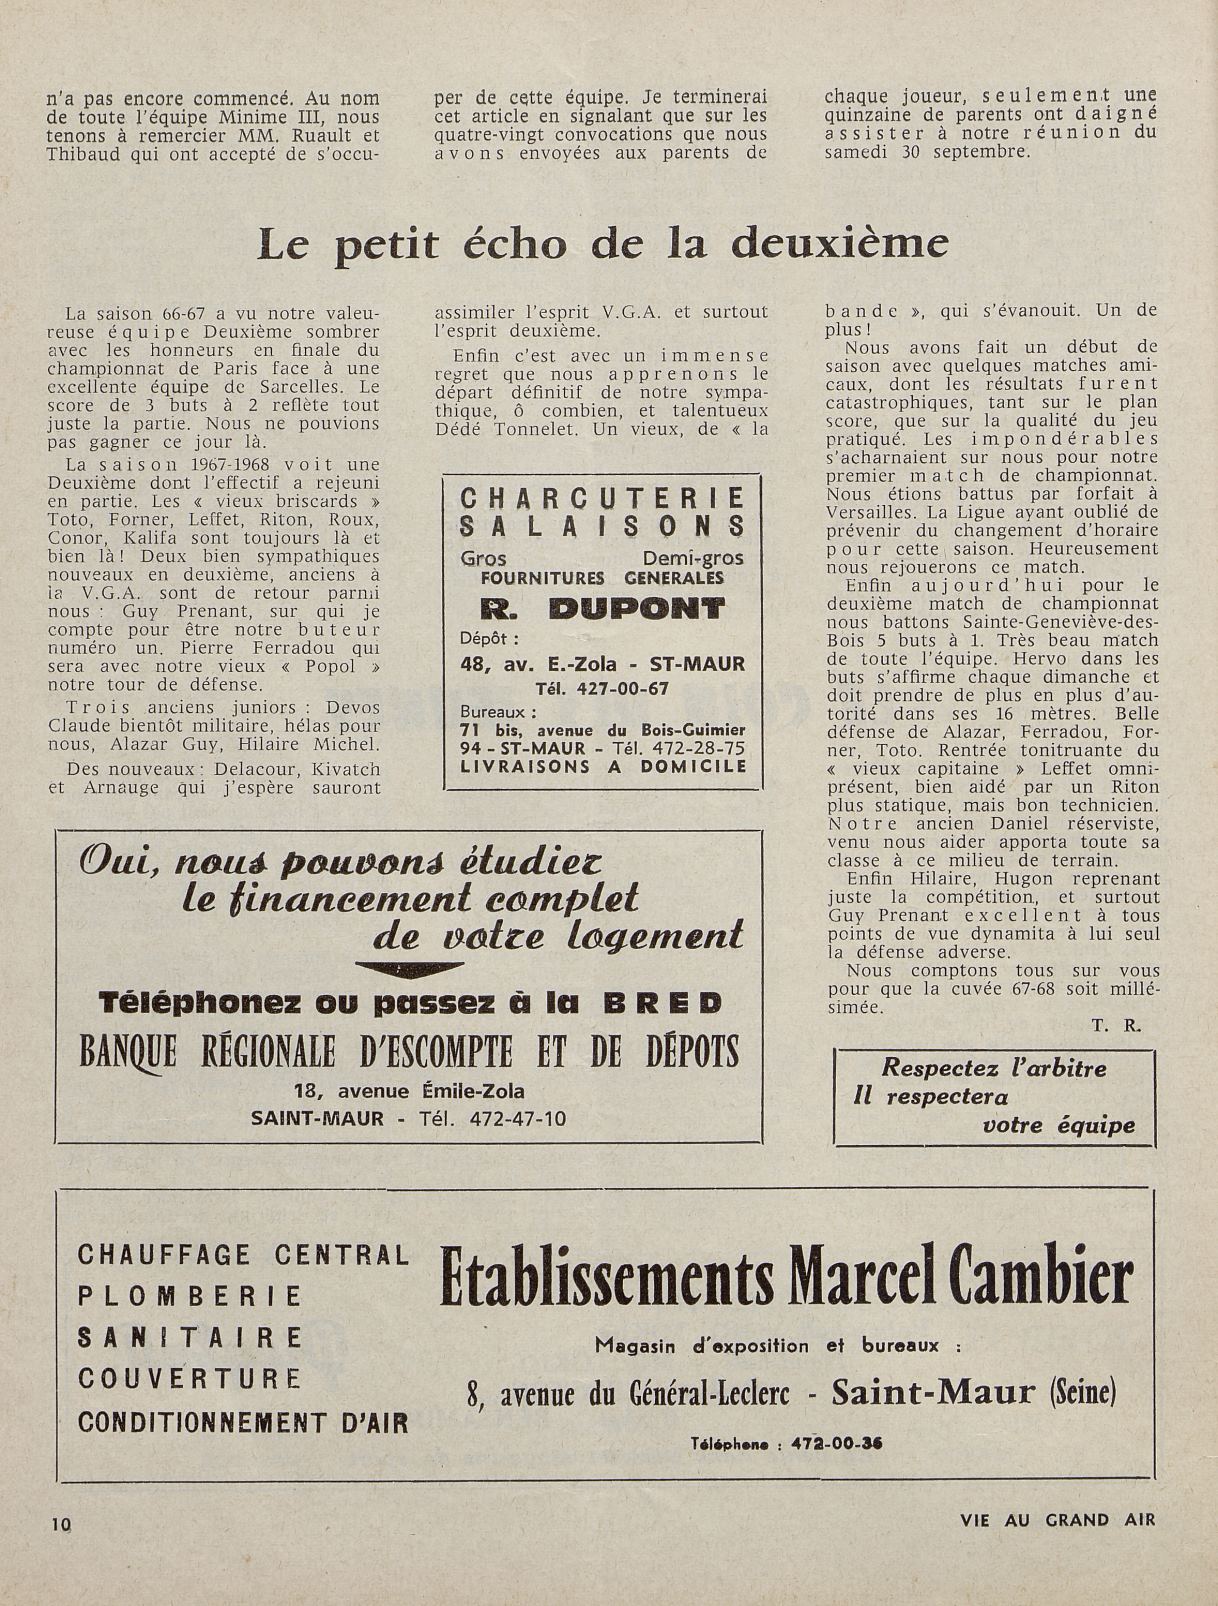 n'a pas encore commencé. Au nom
de toute l'équipe Minime III, nous
tenons à remercier MM. Ruault et
Thibaud qui ont accepté de s'occu-
per de cette équipe. Je terminerai
cet article en signalant que sur les
quatre-vingt convocations que nous
avons envoyées aux parents de
chaque joueur, seulement une
quinzaine de parents ont daigné
assister à notre réunion du
samedi 30 septembre.
Le petit écho de la deuxième
La saison 66-67 a vu notre valeu-
reuse équipe Deuxième sombrer
avec les honneurs en finale du
championnat de Paris face à une
excellente équipe de Sarcelles. Le
score de 3 buts à 2 reflète tout
juste la partie. Nous ne pouvions
pas gagner ce jour là.
La saison 1967-1968 voit une
Deuxième dont l'effectif a rejeuni
en partie. Les « vieux briscards »
Toto, Forner, Leffet, Riton, Roux,
Conor, Kalifa sont toujours là et
bien là! Deux bien sympathiques
nouveaux en deuxième, anciens à
la V.G.A. sont de retour parmi
nous : Guy Prenant, sur qui je
compte pour être notre buteur
numéro un. Pierre Ferradou qui
sera avec notre vieux « Popol »
notre tour de défense.
Trois anciens juniors : Devos
Claude bientôt militaire, hélas pour
nous, Alazar Guy, Hilaire Michel.
Des nouveaux : Delacour, Kivatch
et Arnauge qui j'espère sauront
assimiler l'esprit V.G.A. et surtout
l'esprit deuxième.
Enfin c'est avec un immense
regret que nous apprenons le
départ définitif de notre sympa-
thique, ô combien, et talentueux
Dédé Tonnelet. Un vieux, de « la
bande », qui s'évanouit. Un de
plus!
Nous avons fait un début de
saison avec quelques matches ami-
caux, dont les résultats furent
catastrophiques, tant sur le plan
score, que sur la qualité du jeu
pratiqué. Les impondérables
s'acharnaient sur nous pour notre
premier match de championnat.
Nous étions battus par forfait à
Versailles. La Ligue ayant oublié de
prévenir du changement d'horaire
pour cette saison. Heureusement
nous rejouerons ce match.
Enfin aujourd'hui pour le
deuxième match de championnat
nous battons Sainte-Geneviève-des-
Bois 5 buts à 1. Très beau match
de toute l'équipe. Hervo dans les
buts s'affirme chaque dimanche et
doit prendre de plus en plus d'au-
torité dans ses 16 mètres. Belle
défense de Alazar, Ferradou, For-
ner, Toto. Rentrée tonitruante du
« vieux capitaine » Leffet omni-
présent, bien aidé par un Riton
plus statique, mais bon technicien.
Notre ancien Daniel réserviste,
venu nous aider apporta toute sa
classe à ce milieu de terrain.
Enfin Hilaire, Hugon reprenant
juste la compétition, et surtout
Guy Prenant excellent à tous
points de vue dynamita à lui seul
la défense adverse.
Nous comptons tous sur vous
pour que la cuvée 67-68 soit millé-
simée.
T. R.
CHARCUTERIE
SALAISONS
Gros Demi-gros
FOURNITURES GENERALES
R. DUPONT
Dépôt :
48, av. E.-Zola - ST-MAUR
Tél. 427-00-67
Bureaux :
71 bis, avenue du Bois-Guimier
94 - ST-MAUR - Tél. 472-28-75
LIVRAISONS A DOMICILE
Oui, nous pouvons étudier
le financement complet
de votre logement
Téléphonez ou passez à la BRED
BANQUE RÉGIONALE D'ESCOMPTE ET DE DÉPOTS
18, avenue Émile-Zola
SAINT-MAUR - Tél. 472-47-10
Respectez l'arbitre
Il respectera
votre équipe
CHAUFFAGE CENTRAL
PLOMBERIE
SANITAIRE
COUVERTURE
CONDITIONNEMENT D'AIR
Etablissements Marcel Cambier
Magasin d'exposition et bureaux :
8, avenue du Général-Leclerc - Saint-Maur (Seine)
Téléphone : 472-00-36
10
VIE AU GRAND AIR